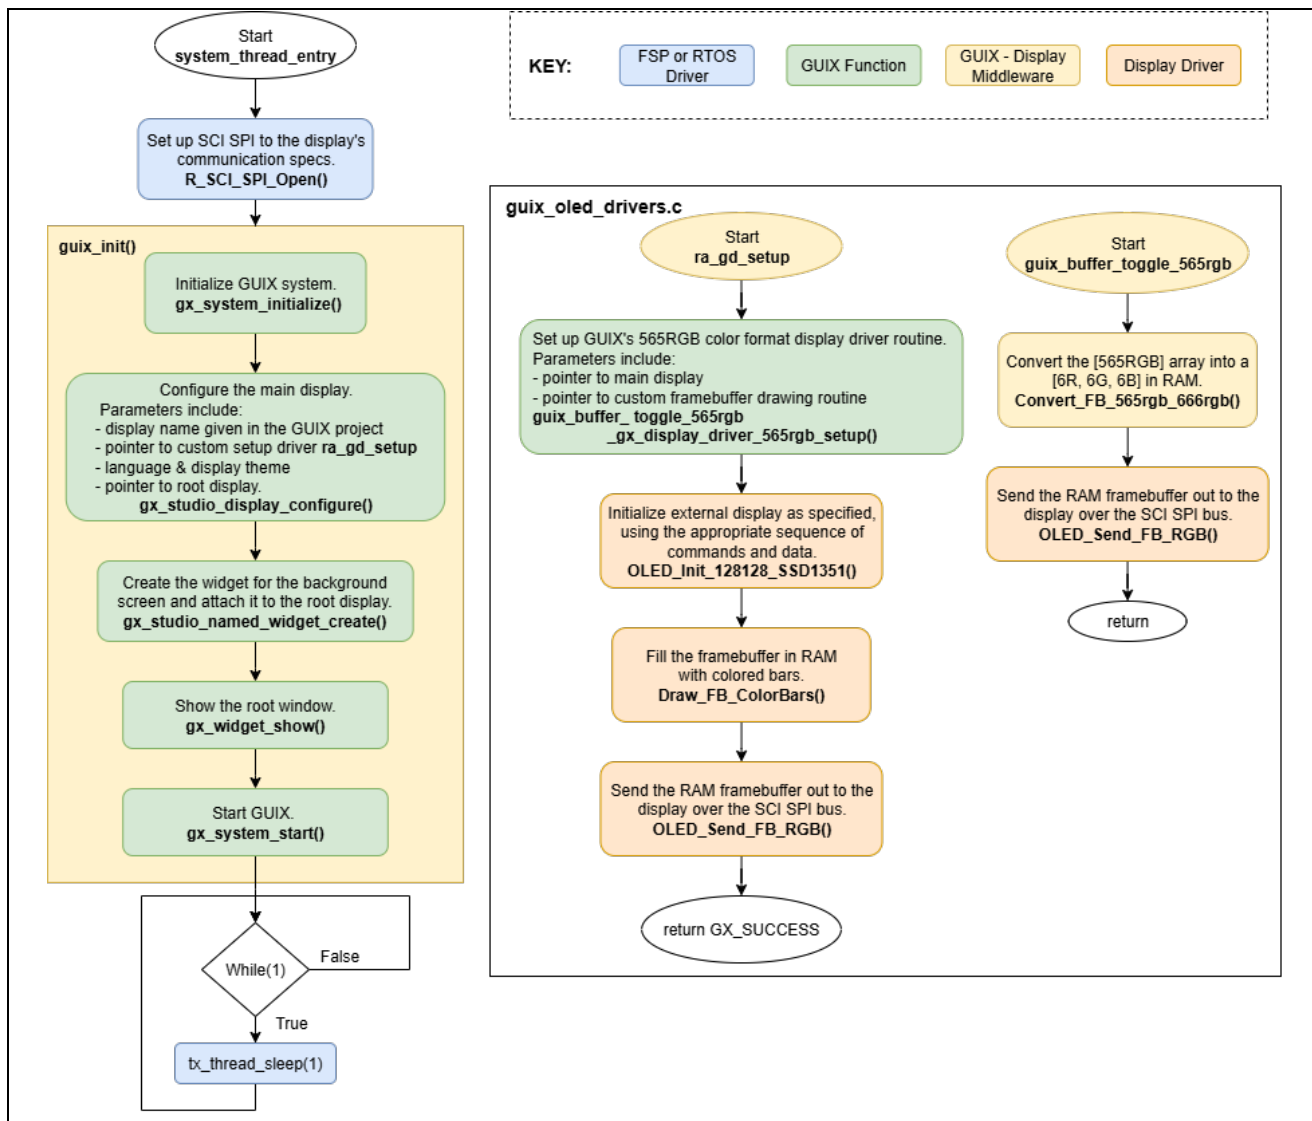 Start
system_thread_entry
KEY:
FSP or RTOS
Driver
GUIX Function
GUIX - Display
Middleware
Display Driver
Set up SCI SPI to the display's
communication specs.
R_SCI_SPI_Open()
guix_init()
Initialize GUIX system.
gx_system_initialize()
Configure the main display.
Parameters include:
- display name given in the GUIX project
- pointer to custom setup driver ra_gd_setup
- language & display theme
- pointer to root display.
gx_studio_display_configure()
Create the widget for the background
screen and attach it to the root display.
gx_studio_named_widget_create()
Show the root window.
gx_widget_show()
Start GUIX.
gx_system_start()
While(1)
False
True
tx_thread_sleep(1)
guix_oled_drivers.c
Start
ra_gd_setup
Set up GUIX's 565RGB color format display driver routine.
Parameters include:
- pointer to main display
- pointer to custom framebuffer drawing routine
guix_buffer_ toggle_565rgb
_gx_display_driver_565rgb_setup()
Initialize external display as specified,
using the appropriate sequence of
commands and data.
OLED_Init_128128_SSD1351()
Fill the framebuffer in RAM
with colored bars.
Draw_FB_ColorBars()
Send the RAM framebuffer out to the
display over the SCI SPI bus.
OLED_Send_FB_RGB()
return GX_SUCCESS
Start
guix_buffer_toggle_565rgb
Convert the [565RGB] array into a
[6R, 6G, 6B] in RAM.
Convert_FB_565rgb_666rgb()
Send the RAM framebuffer out to the
display over the SCI SPI bus.
OLED_Send_FB_RGB()
return